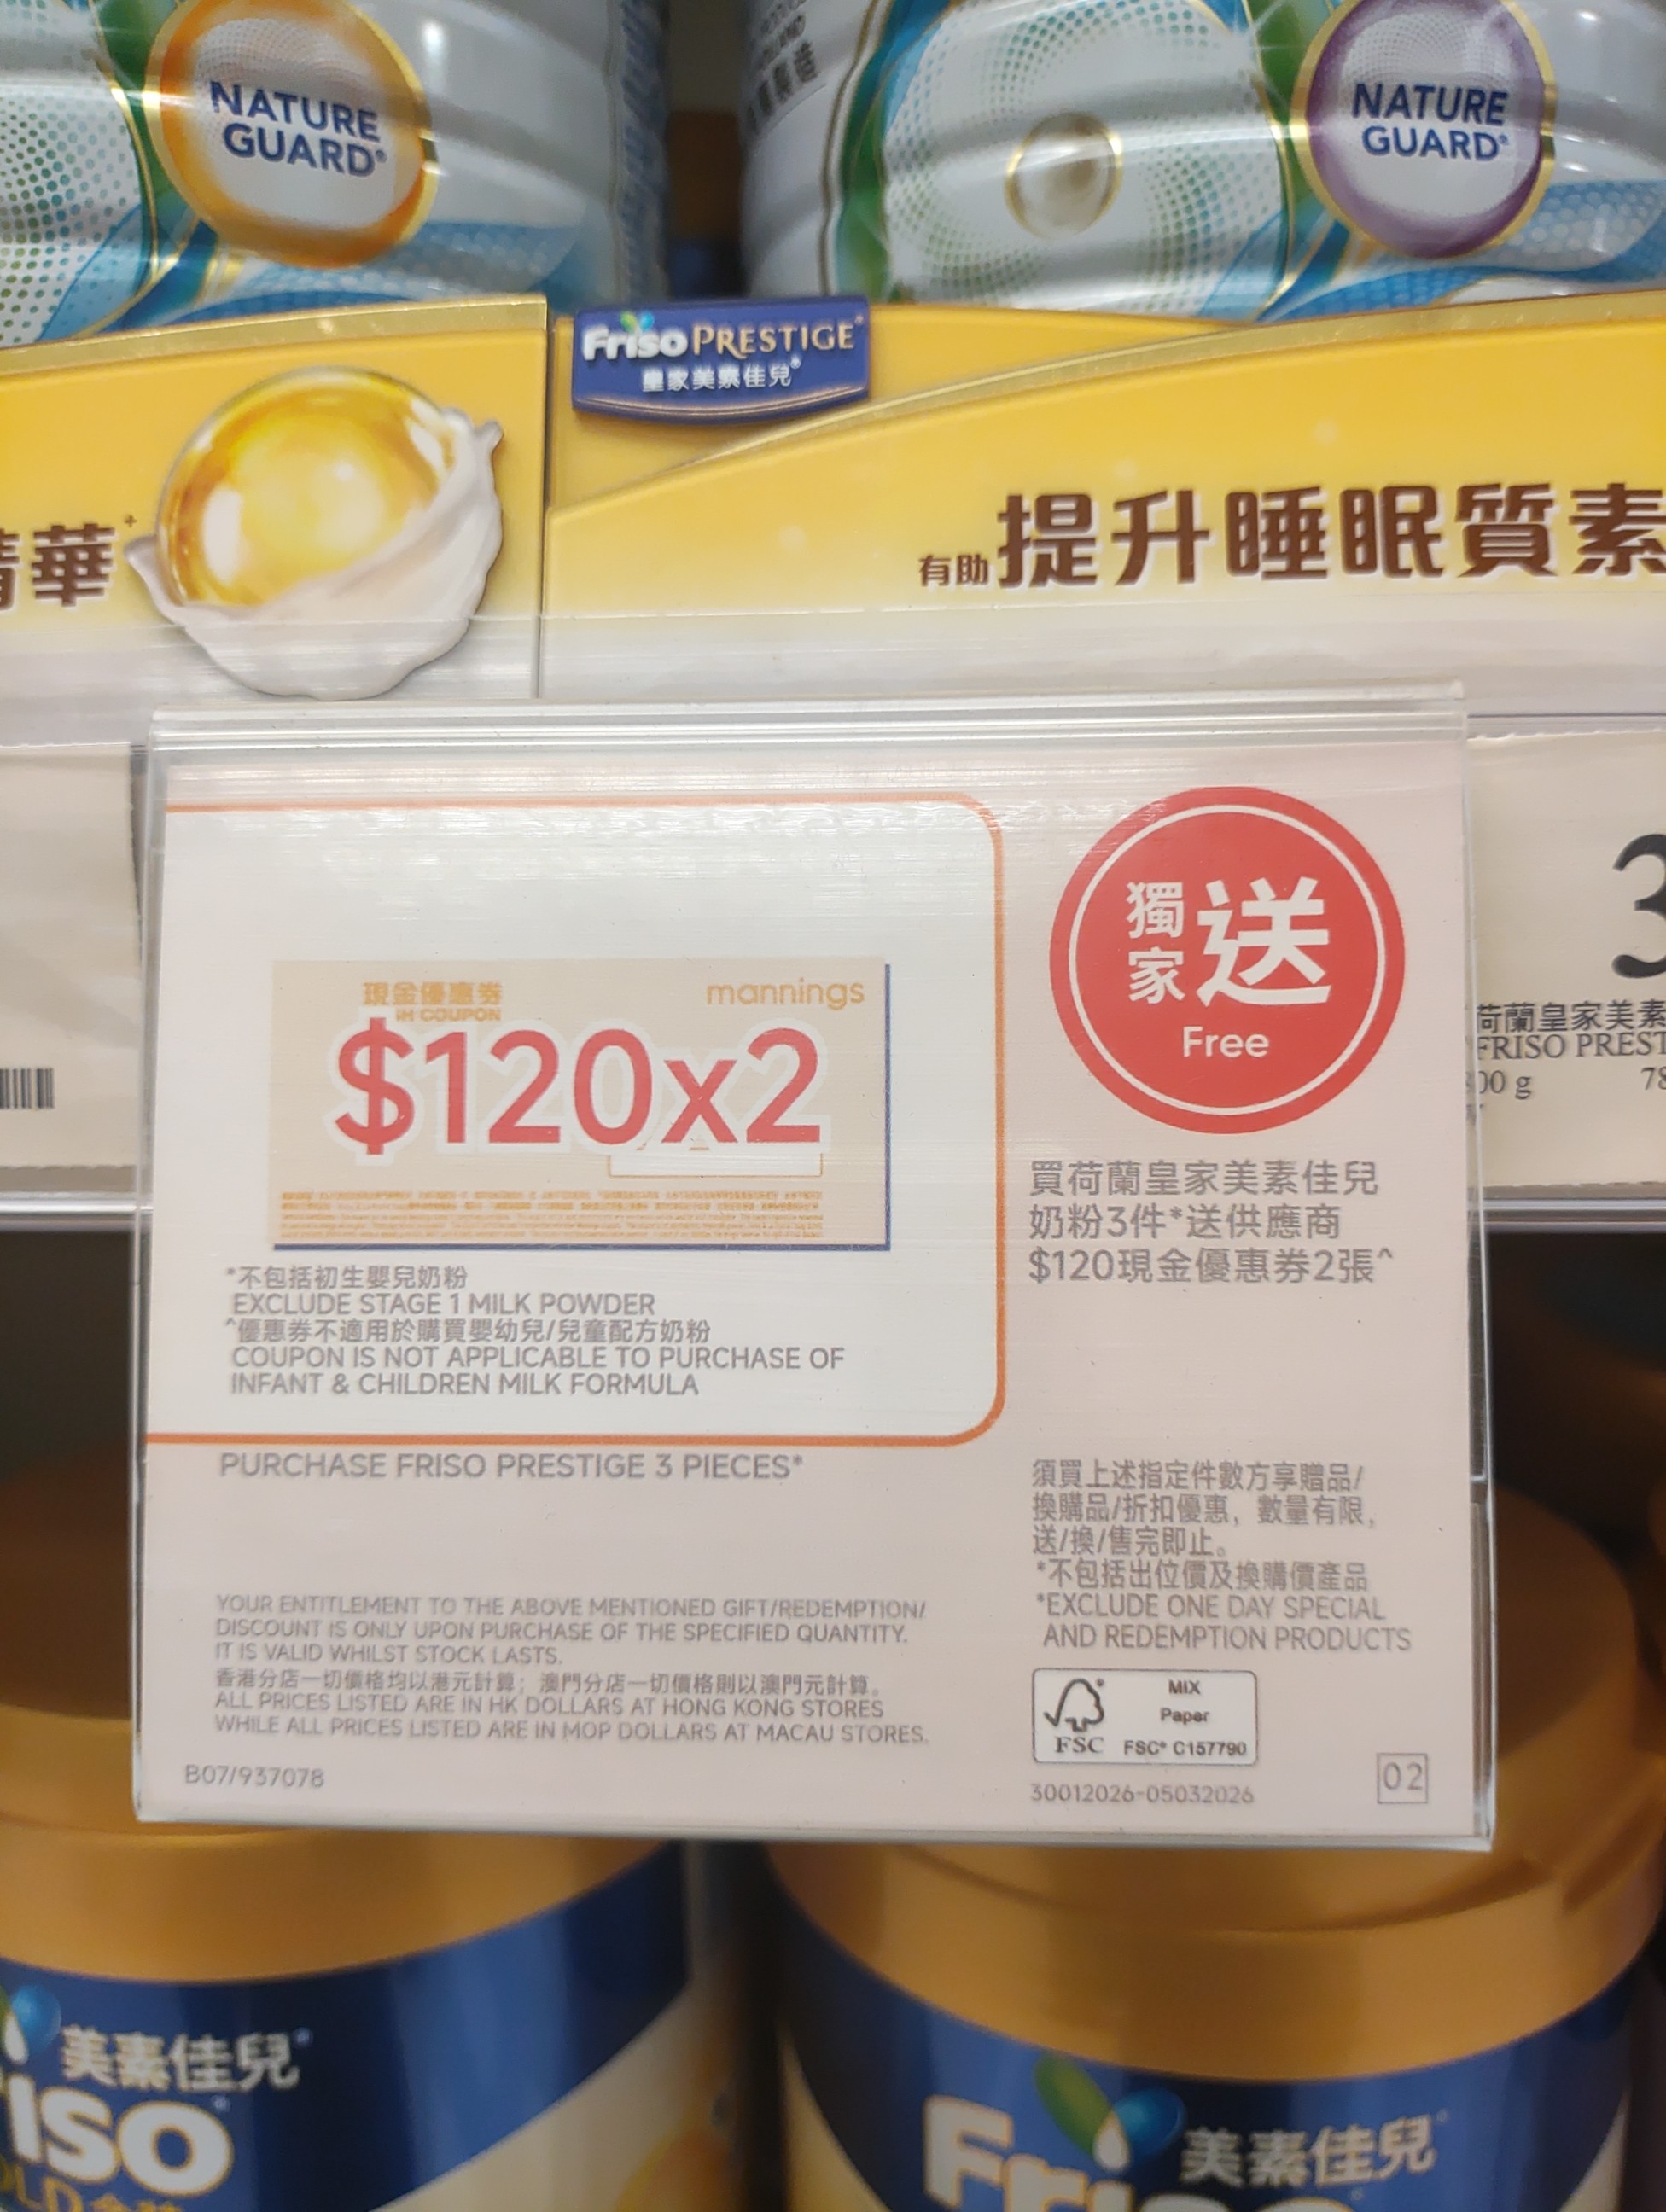 NATURE
GUARD®
NATURE
GUARD®
Friso PRESTIGE®
皇家美素佳兒®
華⁺
有助提升睡眠質素
現金優惠券
mannings
COUPON
$120x2
*不包括初生嬰兒奶粉
EXCLUDE STAGE 1 MILK POWDER
^優惠券不適用於購買嬰幼兒/兒童配方奶粉
COUPON IS NOT APPLICABLE TO PURCHASE OF
INFANT & CHILDREN MILK FORMULA
PURCHASE FRISO PRESTIGE 3 PIECES*
YOUR ENTITLEMENT TO THE ABOVE MENTIONED GIFT/REDEMPTION/
DISCOUNT IS ONLY UPON PURCHASE OF THE SPECIFIED QUANTITY.
IT IS VALID WHILST STOCK LASTS.
香港分店一切價格均以港元計算；澳門分店一切價格則以澳門元計算。
ALL PRICES LISTED ARE IN HK DOLLARS AT HONG KONG STORES
WHILE ALL PRICES LISTED ARE IN MOP DOLLARS AT MACAU STORES.
B07/937078
獨家送
Free
買荷蘭皇家美素佳兒
奶粉3件*送供應商
$120現金優惠券2張^
須買上述指定件數方享贈品/
換購品/折扣優惠，數量有限，
送/換/售完即止。
*不包括出位價及換購價產品
*EXCLUDE ONE DAY SPECIAL
AND REDEMPTION PRODUCTS
FSC
MIX
Paper
FSC® C157790
30012026-05032026
02
3
荷蘭皇家美素
FRISO PREST
00 g
78
美素佳兒®
riso
美素佳兒®
Friso